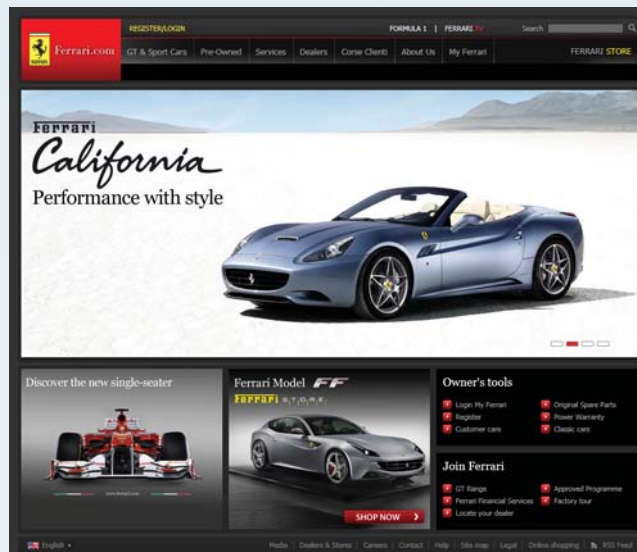 REGISTER/LOGIN
FORMULA 1 | FERRARI TV
Search
Ferrari.com
GT & Sport Cars
Pre-Owned
Services
Dealers
Corse Clienti
About Us
My Ferrari
FERRARI STORE
Ferrari
California
Performance with style
Discover the new single-seater
www.ferrari.com
Ferrari Model FF
Ferrari STORE
SHOP NOW
Owner's tools
Login My Ferrari
Register
Customer care
Original Spare Parts
Power Warranty
Classic cars
Join Ferrari
GT Range
Ferrari Financial Services
Locate your dealer
Approved Programme
Factory tour
English
Media | Dealers & Stores | Careers | Contact | Help | Site map | Legal | Online shopping | RSS Feed